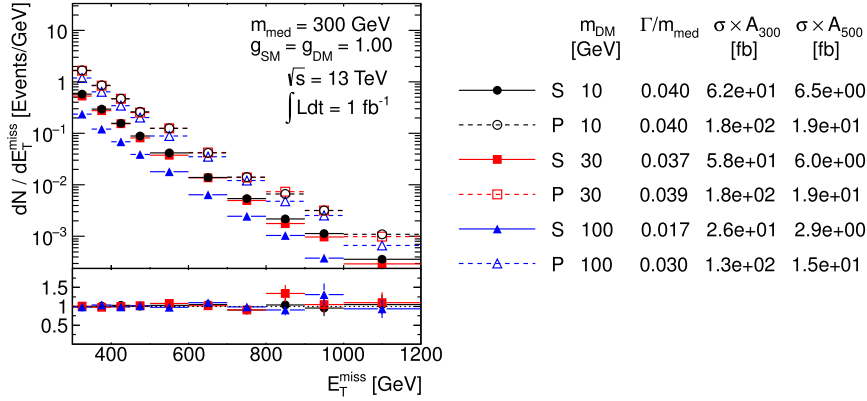 dN / dE_T^miss [Events/GeV]
10
1
10⁻¹
10⁻²
10⁻³
m_med = 300 GeV
g_SM = g_DM = 1.00
√s = 13 TeV
∫Ldt = 1 fb⁻¹
1.5
1
0.5
400 600 800 1000 1200
E_T^miss [GeV]
m_DM Γ/m_med σ × A_300 σ × A_500
[GeV] [fb] [fb]
S 10 0.040 6.2e+01 6.5e+00
P 10 0.040 1.8e+02 1.9e+01
S 30 0.037 5.8e+01 6.0e+00
P 30 0.039 1.8e+02 1.9e+01
S 100 0.017 2.6e+01 2.9e+00
P 100 0.030 1.3e+02 1.5e+01